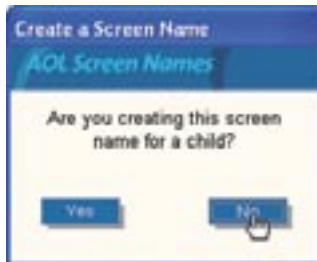 Create a Screen Name
AOL Screen Names
Are you creating this screen
name for a child?
Yes
No